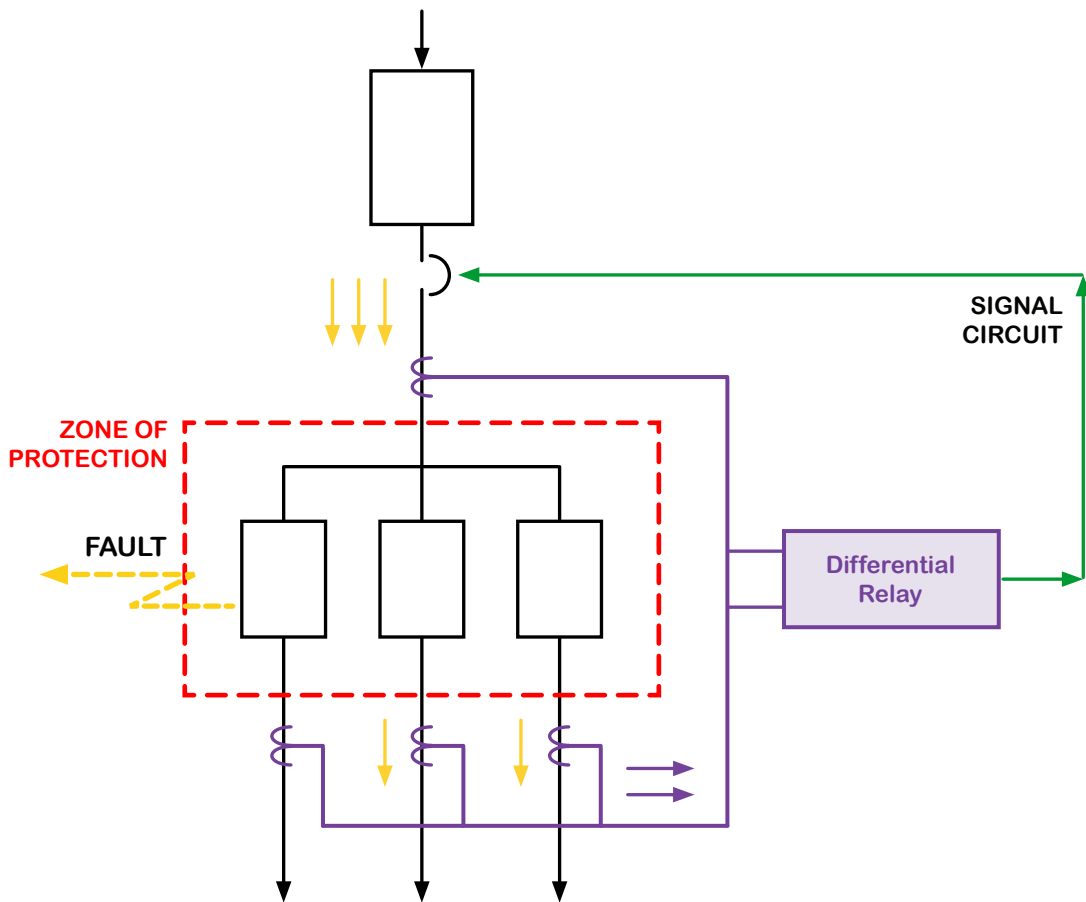 SIGNAL
CIRCUIT
ZONE OF
PROTECTION
FAULT
Differential
Relay